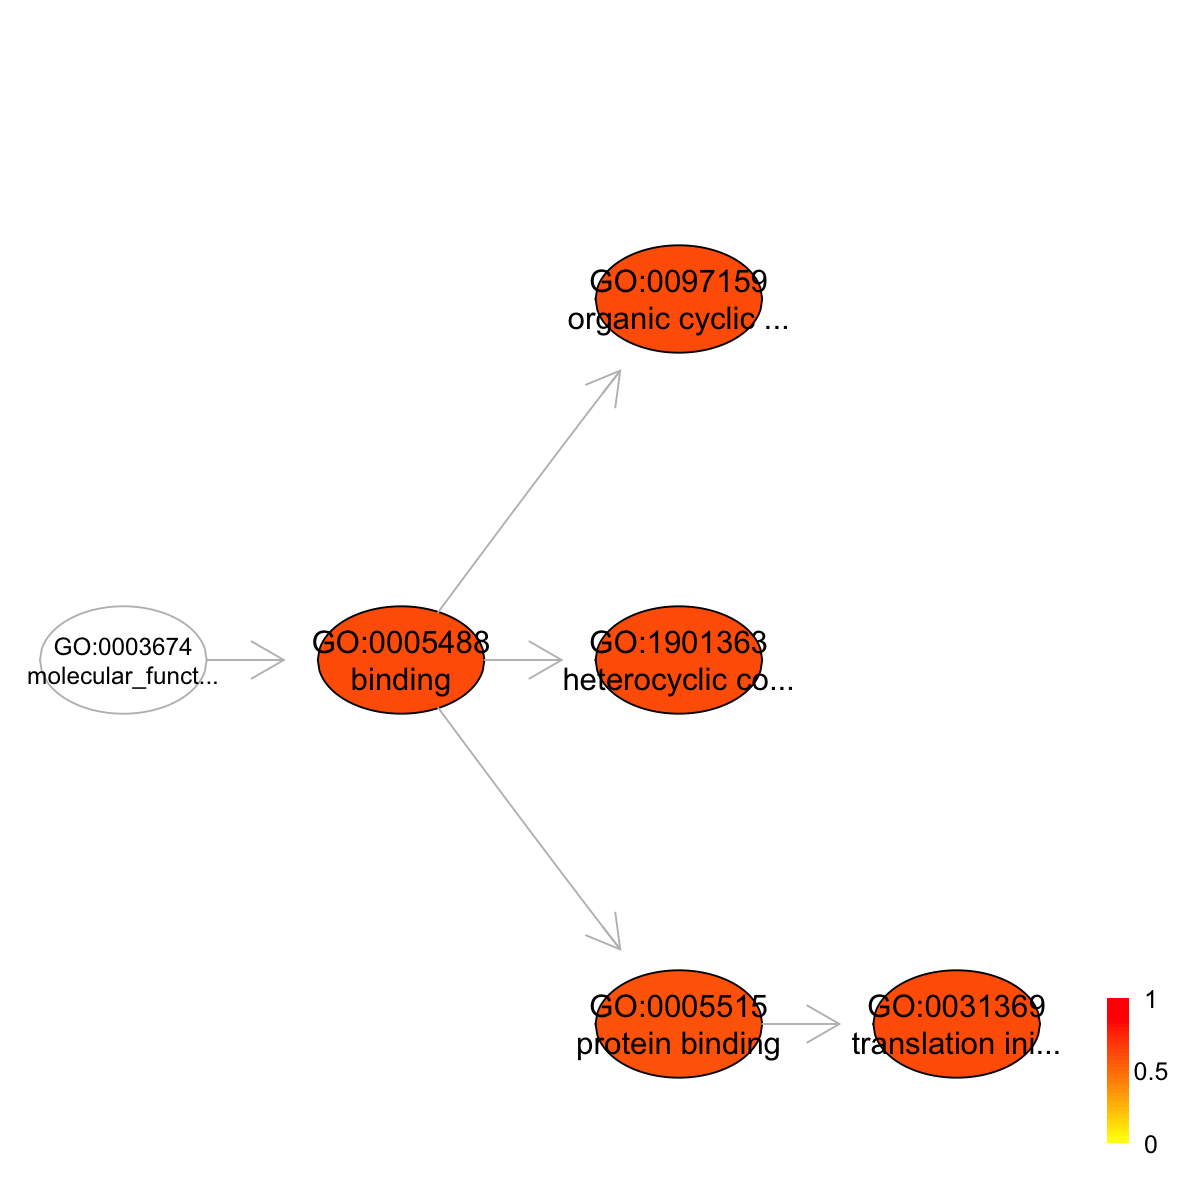 GO:0097159
organic cyclic ...
GO:0003674
molecular_funct...
GO:0005488
binding
GO:1901363
heterocyclic co...
GO:0005515
protein binding
GO:0031369
translation ini...
1
0.5
0